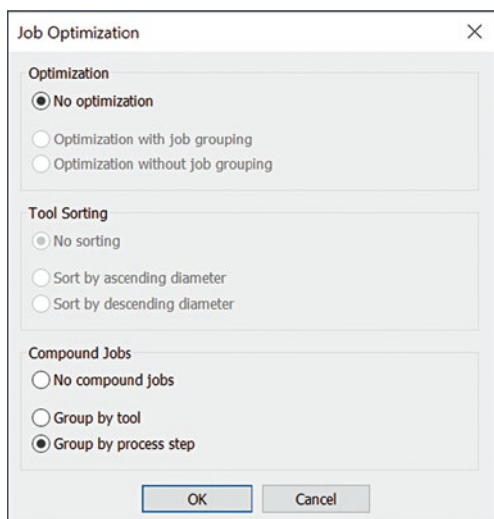 Job Optimization
Optimization
No optimization
Optimization with job grouping
Optimization without job grouping
Tool Sorting
No sorting
Sort by ascending diameter
Sort by descending diameter
Compound Jobs
No compound jobs
Group by tool
Group by process step
OK Cancel